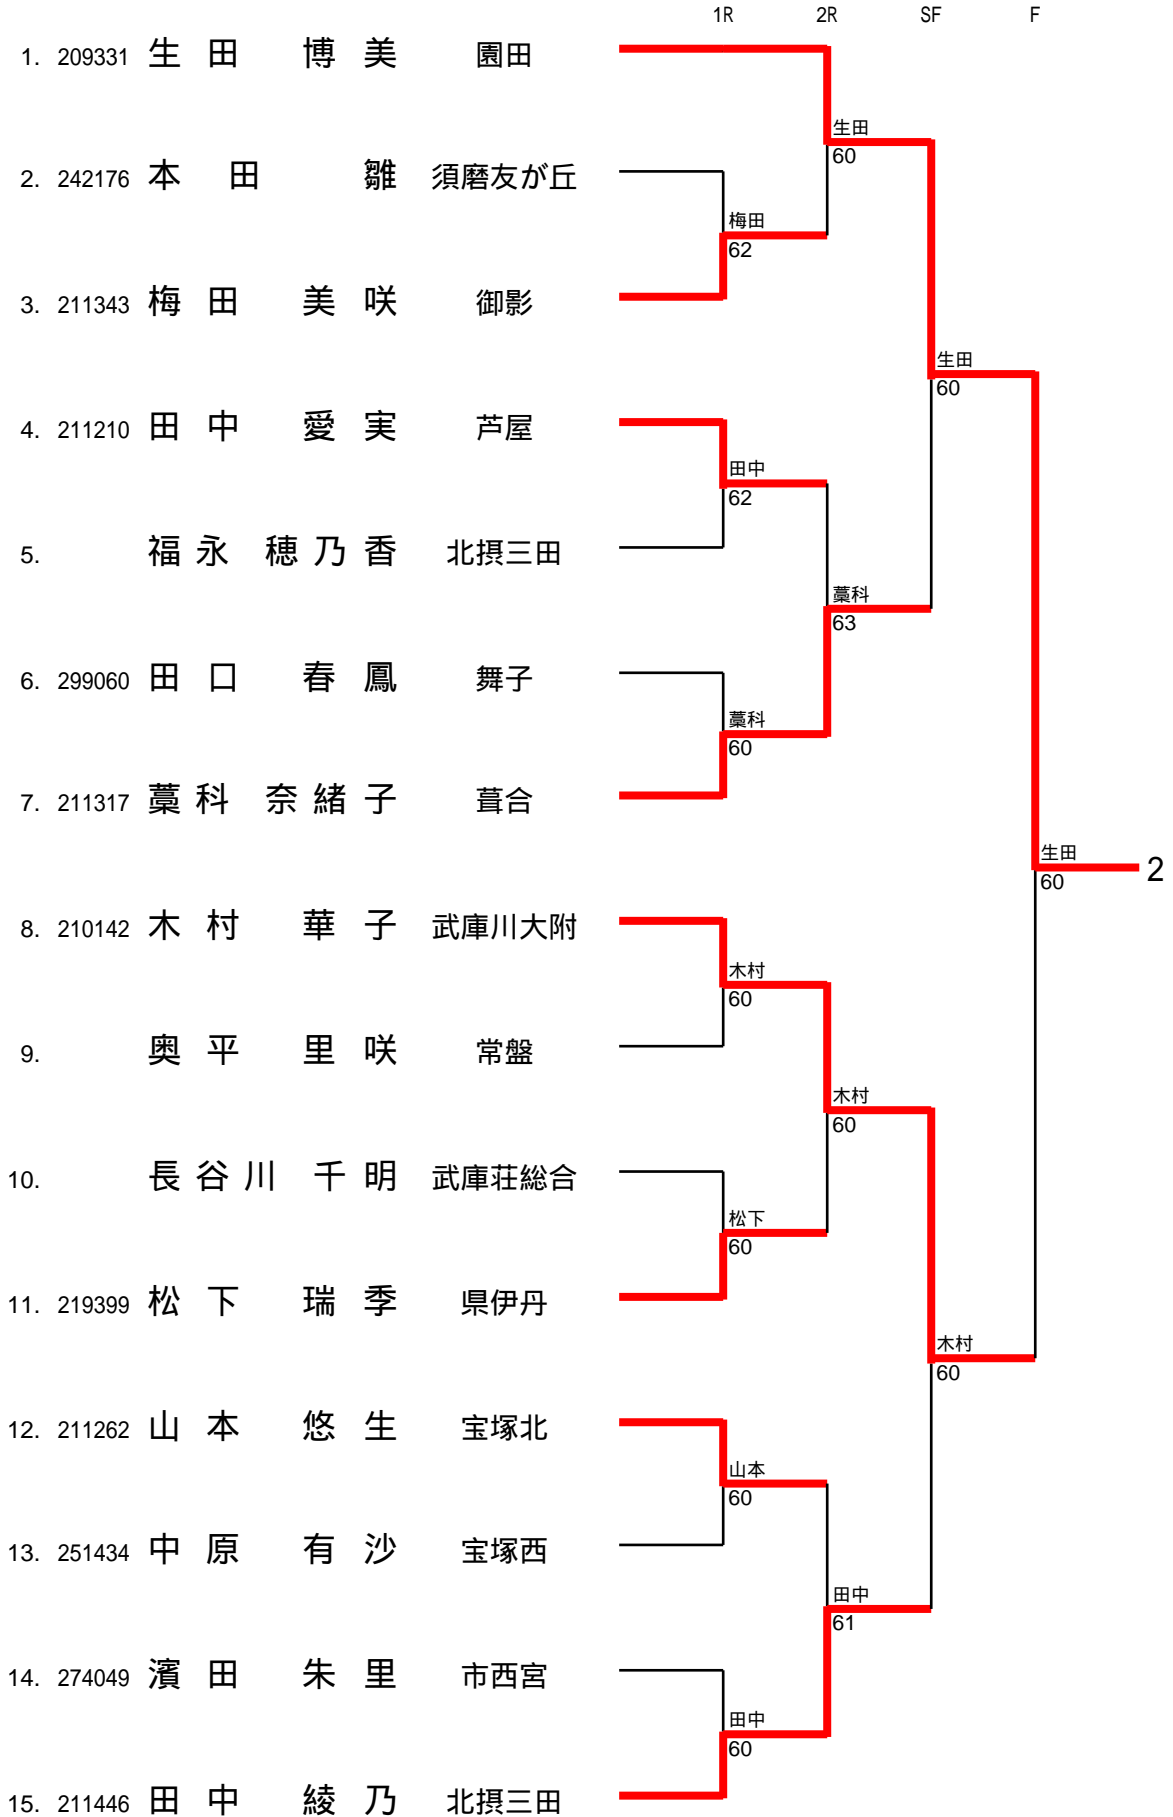 1R 2R SF F
1. 209331 生田 博美 園田
生田
60
2. 242176 本田 雛 須磨友が丘
梅田
62
3. 211343 梅田 美咲 御影
生田
60
4. 211210 田中 愛実 芦屋
田中
62
5. 福永 穂乃香 北摂三田
藁科
63
6. 299060 田口 春鳳 舞子
藁科
60
7. 211317 藁科 奈緒子 葺合
生田
60
2
8. 210142 木村 華子 武庫川大附
木村
60
9. 奥平 里咲 常盤
木村
60
10. 長谷川 千明 武庫荘総合
松下
60
11. 219399 松下 瑞季 県伊丹
木村
60
12. 211262 山本 悠生 宝塚北
山本
60
13. 251434 中原 有沙 宝塚西
田中
61
14. 274049 濱田 朱里 市西宮
田中
60
15. 211446 田中 綾乃 北摂三田